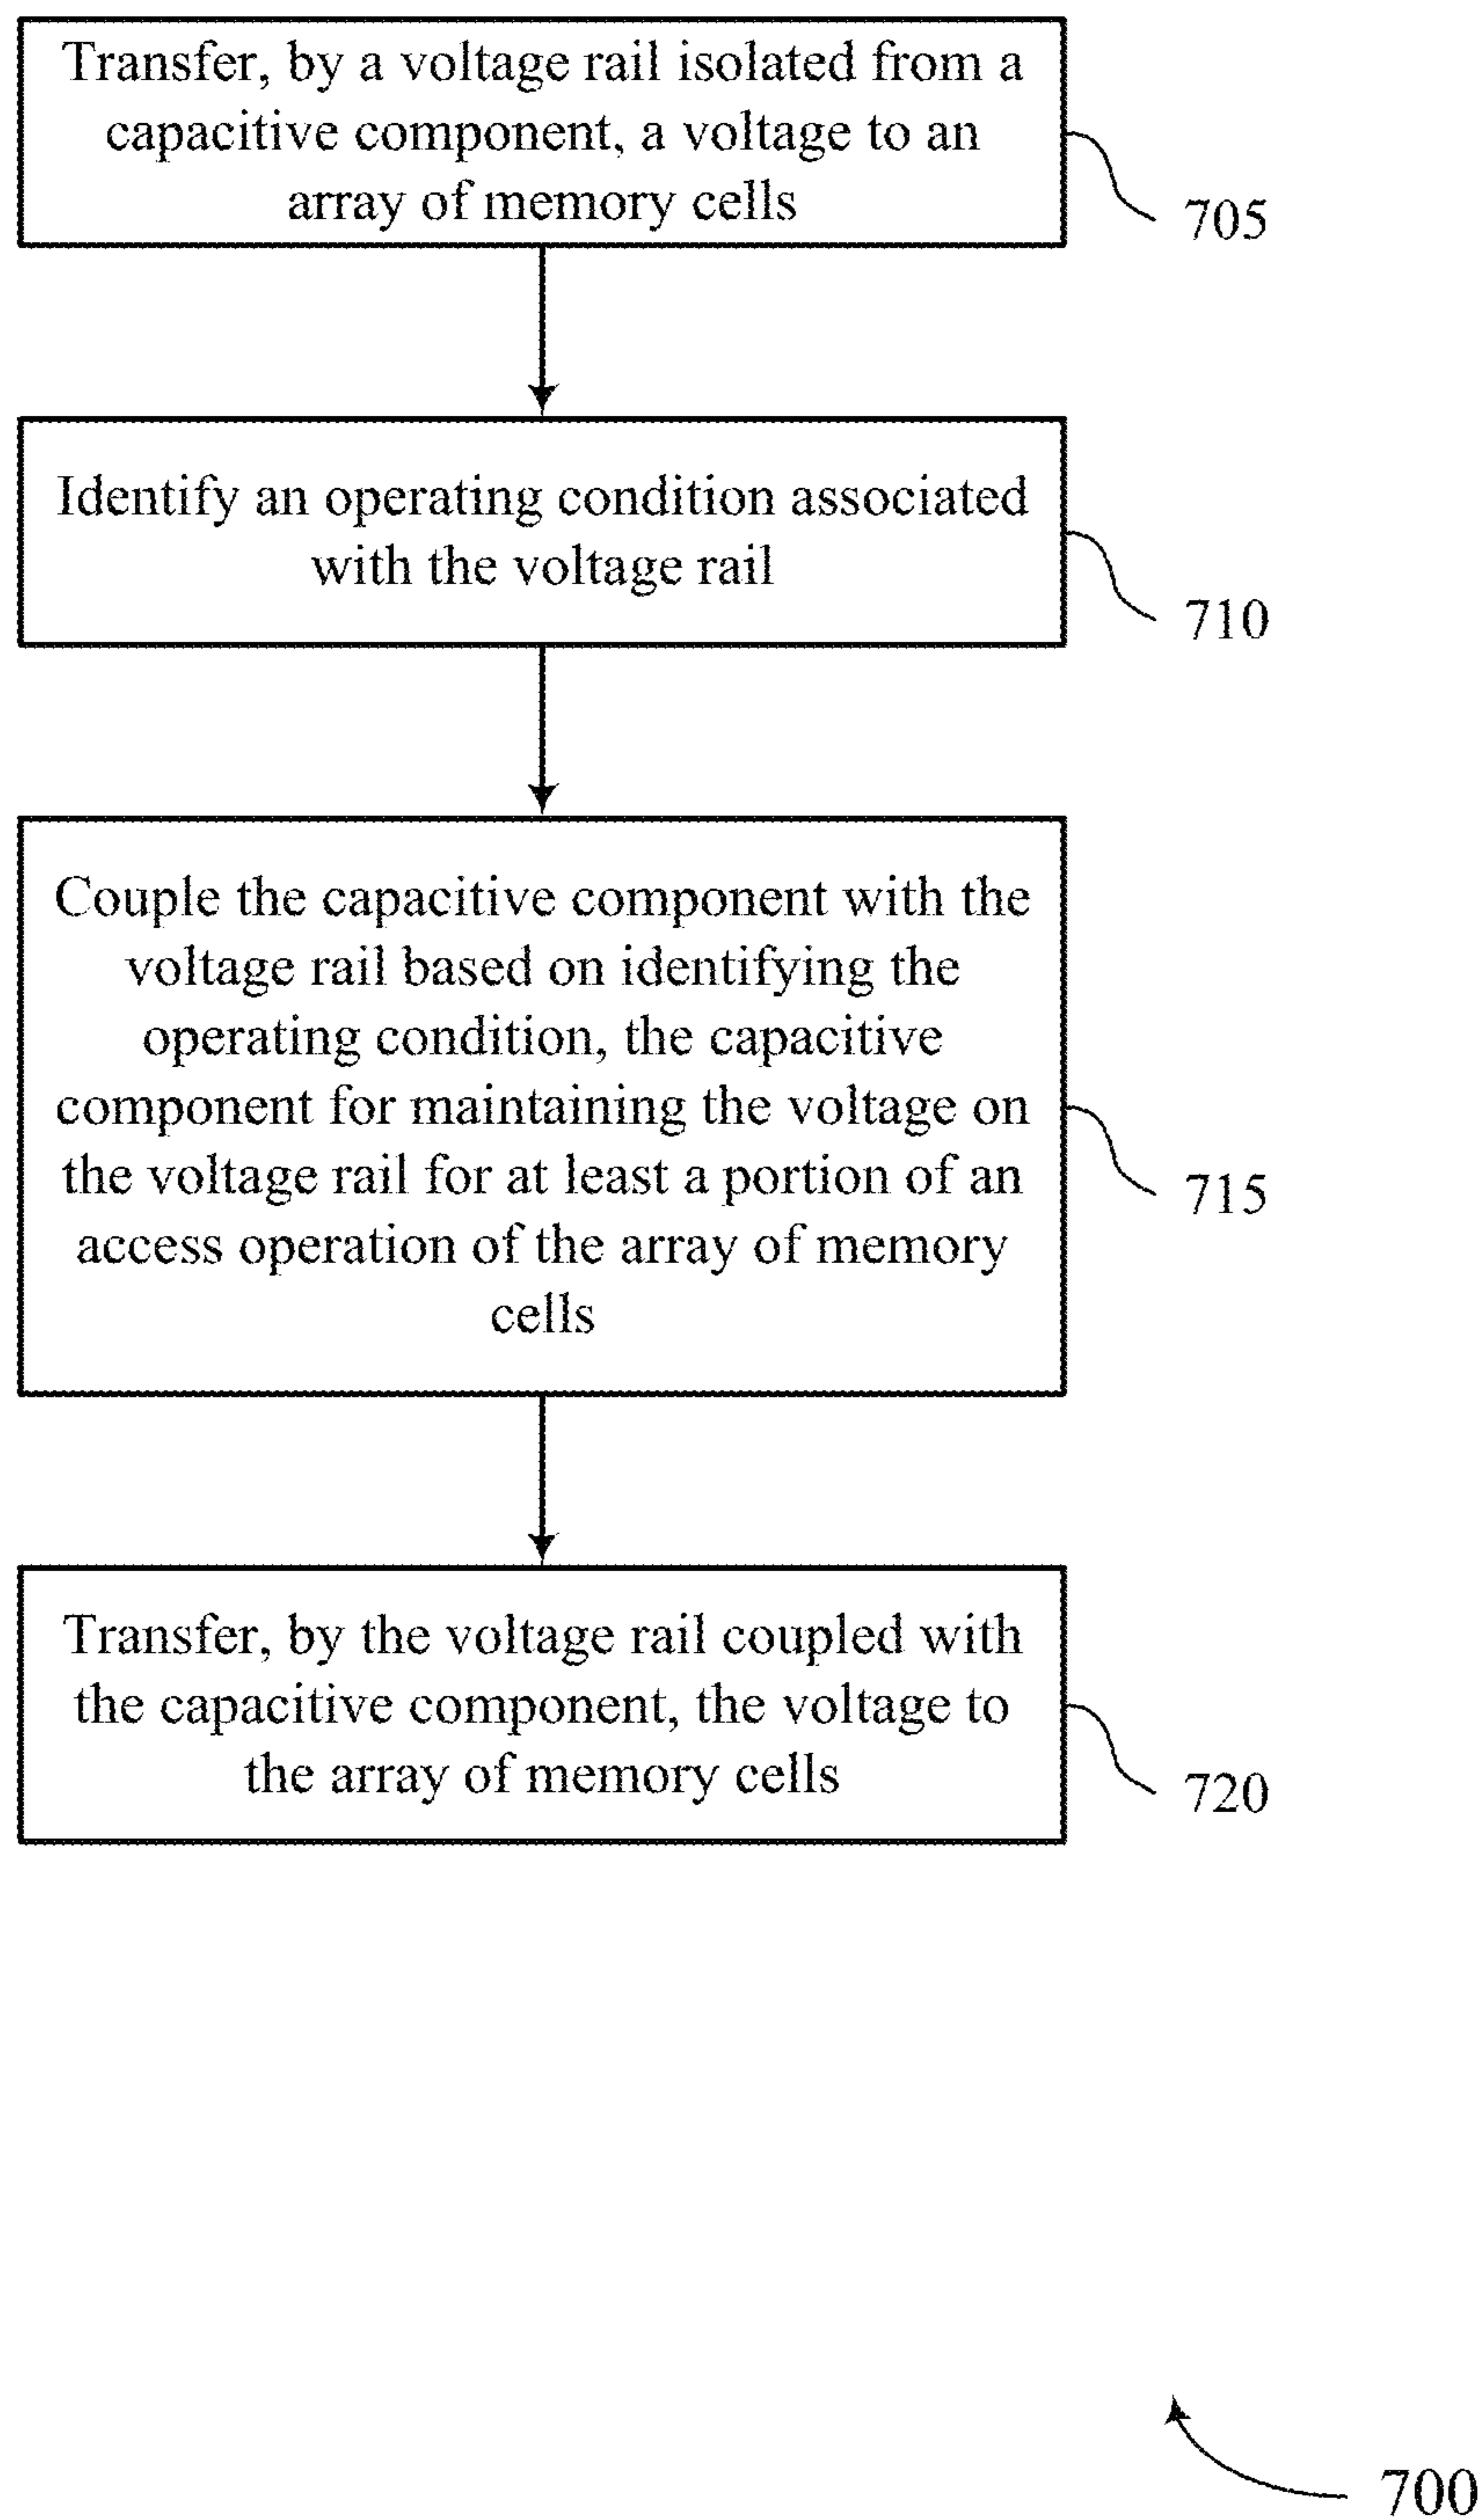 Transfer, by a voltage rail isolated from a
capacitive component, a voltage to an
array of memory cells
705
Identify an operating condition associated
with the voltage rail
710
Couple the capacitive component with the
voltage rail based on identifying the
operating condition, the capacitive
component for maintaining the voltage on
the voltage rail for at least a portion of an
access operation of the array of memory
cells
715
Transfer, by the voltage rail coupled with
the capacitive component, the voltage to
the array of memory cells
720
700